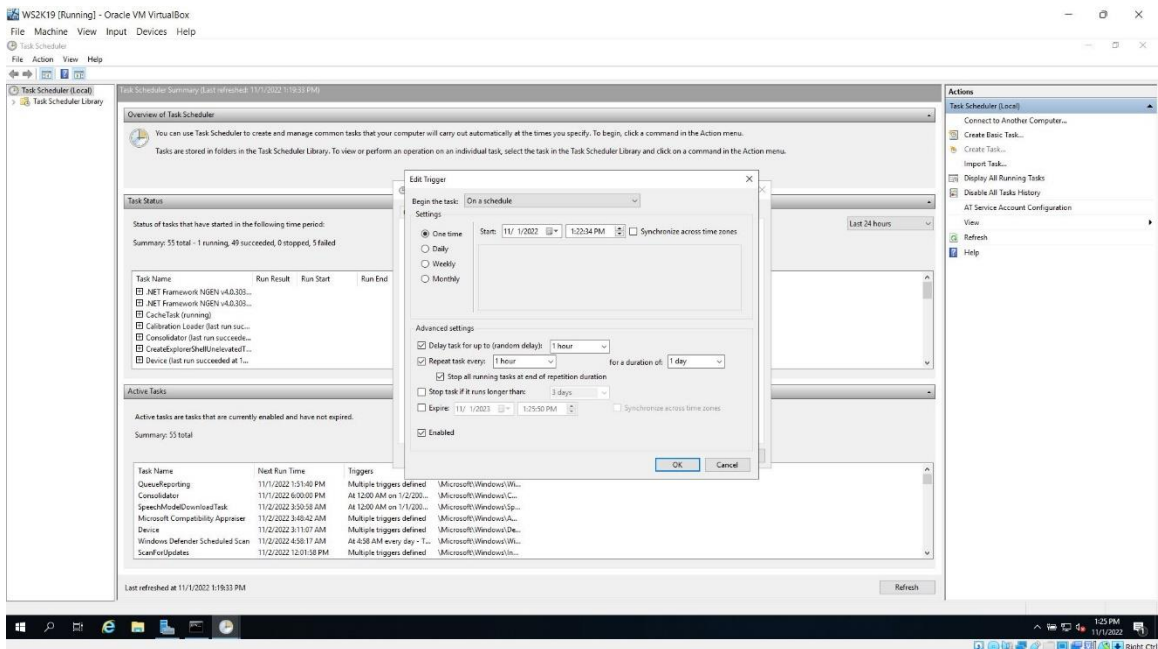 WS2K19 [Running] - Oracle VM VirtualBox
File Machine View Input Devices Help
Task Scheduler
File Action View Help
Task Scheduler (Local)
Task Scheduler Library
Task Scheduler Summary (Last refreshed: 11/1/2022 1:19:33 PM)
Overview of Task Scheduler
You can use Task Scheduler to create and manage common tasks that your computer will carry out automatically at the times you specify. To begin, click a command in the Action menu.
Tasks are stored in folders in the Task Scheduler Library. To view or perform an operation on an individual task, select the task in the Task Scheduler Library and click on a command in the Action menu.
Task Status
Status of tasks that have started in the following time period:
Last 24 hours
Summary: 55 total - 1 running, 49 succeeded, 0 stopped, 5 failed
Task Name Run Result Run Start Run End
.NET Framework NGEN v4.0.303...
.NET Framework NGEN v4.0.303...
CacheTask (running)
Calibration Loader (last run suc...
Consolidator (last run succeede...
CreateExplorerShellUnelevatedT...
Device (last run succeeded at 1...
Active Tasks
Active tasks are tasks that are currently enabled and have not expired.
Summary: 55 total
Task Name Next Run Time Triggers
QueueReporting 11/1/2022 1:51:40 PM Multiple triggers defined \Microsoft\Windows\Wi...
Consolidator 11/1/2022 6:00:00 PM At 12:00 AM on 1/2/200... \Microsoft\Windows\C...
SpeechModelDownloadTask 11/2/2022 3:50:58 AM At 12:00 AM on 1/1/200... \Microsoft\Windows\Sp...
Microsoft Compatibility Appraiser 11/2/2022 3:48:42 AM Multiple triggers defined \Microsoft\Windows\A...
Device 11/2/2022 3:11:07 AM Multiple triggers defined \Microsoft\Windows\De...
Windows Defender Scheduled Scan 11/2/2022 4:58:17 AM At 4:58 AM every day - T... \Microsoft\Windows\Wi...
ScanForUpdates 11/2/2022 12:01:58 PM Multiple triggers defined \Microsoft\Windows\In...
Last refreshed at 11/1/2022 1:19:33 PM
Refresh
Edit Trigger
Begin the task: On a schedule
Settings
One time
Daily
Weekly
Monthly
Start: 11/ 1/2022 1:22:34 PM Synchronize across time zones
Advanced settings
Delay task for up to (random delay): 1 hour
Repeat task every: 1 hour for a duration of: 1 day
Stop all running tasks at end of repetition duration
Stop task if it runs longer than: 3 days
Expire: 11/ 1/2023 1:25:50 PM Synchronize across time zones
Enabled
OK Cancel
Actions
Task Scheduler (Local)
Connect to Another Computer...
Create Basic Task...
Create Task...
Import Task...
Display All Running Tasks
Disable All Tasks History
AT Service Account Configuration
View
Refresh
Help
1:25 PM
11/1/2022
Right Ctrl